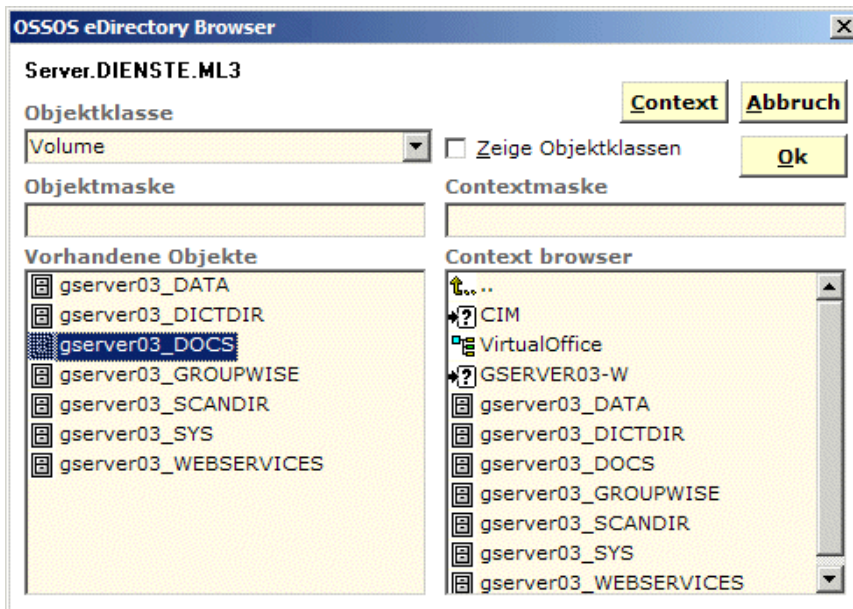 OSSOS eDirectory Browser
Server.DIENSTE.ML3
Context
Abbruch
Objektklasse
Volume
Zeige Objektklassen
Ok
Objektmaske
Contextmaske
Vorhandene Objekte
gserver03_DATA
gserver03_DICTDIR
gserver03_DOCS
gserver03_GROUPWISE
gserver03_SCANDIR
gserver03_SYS
gserver03_WEBSERVICES
Context browser
..
CIM
VirtualOffice
GSERVER03-W
gserver03_DATA
gserver03_DICTDIR
gserver03_DOCS
gserver03_GROUPWISE
gserver03_SCANDIR
gserver03_SYS
gserver03_WEBSERVICES